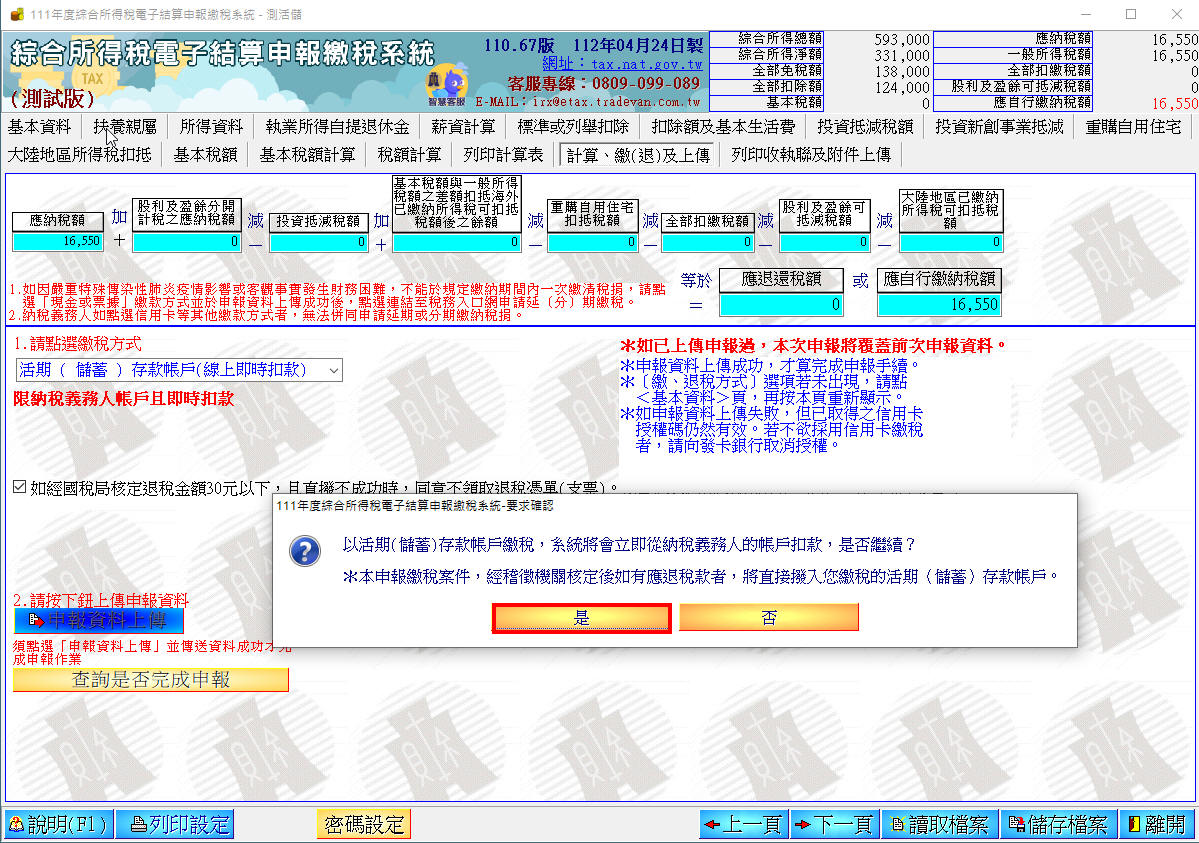 111年度綜合所得稅電子結算申報繳稅系統 - 測活儲
綜合所得稅電子結算申報繳稅系統
(測試版)
TAX
智慧客服
110.67版 112年04月24日製
網址：tax.nat.gov.tw
客服專線：0809-099-089
E-MAIL：irx@etax.tradevan.com.tw
綜合所得總額 593,000 應納稅額 16,550
綜合所得淨額 331,000 一般所得稅額 16,550
全部免稅額 138,000 全部扣繳稅額 0
全部扣除額 124,000 股利及盈餘可抵減稅額 0
基本稅額 0 應自行繳納稅額 16,550
基本資料 扶養親屬 所得資料 執業所得自提退休金 薪資計算 標準或列舉扣除 扣除額及基本生活費 投資抵減稅額 投資新創事業抵減 重購自用住宅
大陸地區所得稅扣抵 基本稅額 基本稅額計算 稅額計算 列印計算表 計算、繳(退)及上傳 列印收執聯及附件上傳
應納稅額
16,550
加
＋
股利及盈餘分開
計稅之應納稅額
0
減
－
投資抵減稅額
0
加
＋
基本稅額與一般所得
稅額之差額扣抵海外
已繳納所得稅可扣抵
稅額後之餘額
0
減
－
重購自用住宅
扣抵稅額
0
減
－
全部扣繳稅額
0
減
－
股利及盈餘可
抵減稅額
0
減
－
大陸地區已繳納
所得稅可扣抵稅
額
0
1.如因嚴重特殊傳染性肺炎疫情影響或客觀事實發生財務困難，不能於規定繳納期間內一次繳清稅捐，請點
選「現金或票據」繳款方式並於申報資料上傳成功後，點選連結至稅務入口網申請延（分）期繳稅。
2.納稅義務人如點選信用卡等其他繳款方式者，無法併同申請延期或分期繳納稅捐。
等於
＝
應退還稅額
0
或
應自行繳納稅額
16,550
1.請點選繳稅方式
活期（ 儲蓄 ）存款帳戶(線上即時扣款)
限納稅義務人帳戶且即時扣款
＊如已上傳申報過，本次申報將覆蓋前次申報資料。
＊申報資料上傳成功，才算完成申報手續。
＊〔繳、退稅方式〕選項若未出現，請點
＜基本資料＞頁，再按本頁重新顯示。
＊如申報資料上傳失敗，但已取得之信用卡
授權碼仍然有效。若不欲採用信用卡繳稅
者，請向發卡銀行取消授權。
如經國稅局核定退稅金額30元以下，且直撥不成功時，同意不領取退稅憑單(支票)。
111年度綜合所得稅電子結算申報繳稅系統-要求確認
以活期(儲蓄)存款帳戶繳稅，系統將會立即從納稅義務人的帳戶扣款，是否繼續？
＊本申報繳稅案件，經稽徵機關核定後如有應退稅款者，將直接撥入您繳稅的活期（儲蓄）存款帳戶。
是 否
2.請按下鈕上傳申報資料
申報資料上傳
須點選「申報資料上傳」並傳送資料成功才完
成申報作業
查詢是否完成申報
說明(F1) 列印設定 密碼設定 上一頁 下一頁 讀取檔案 儲存檔案 離開